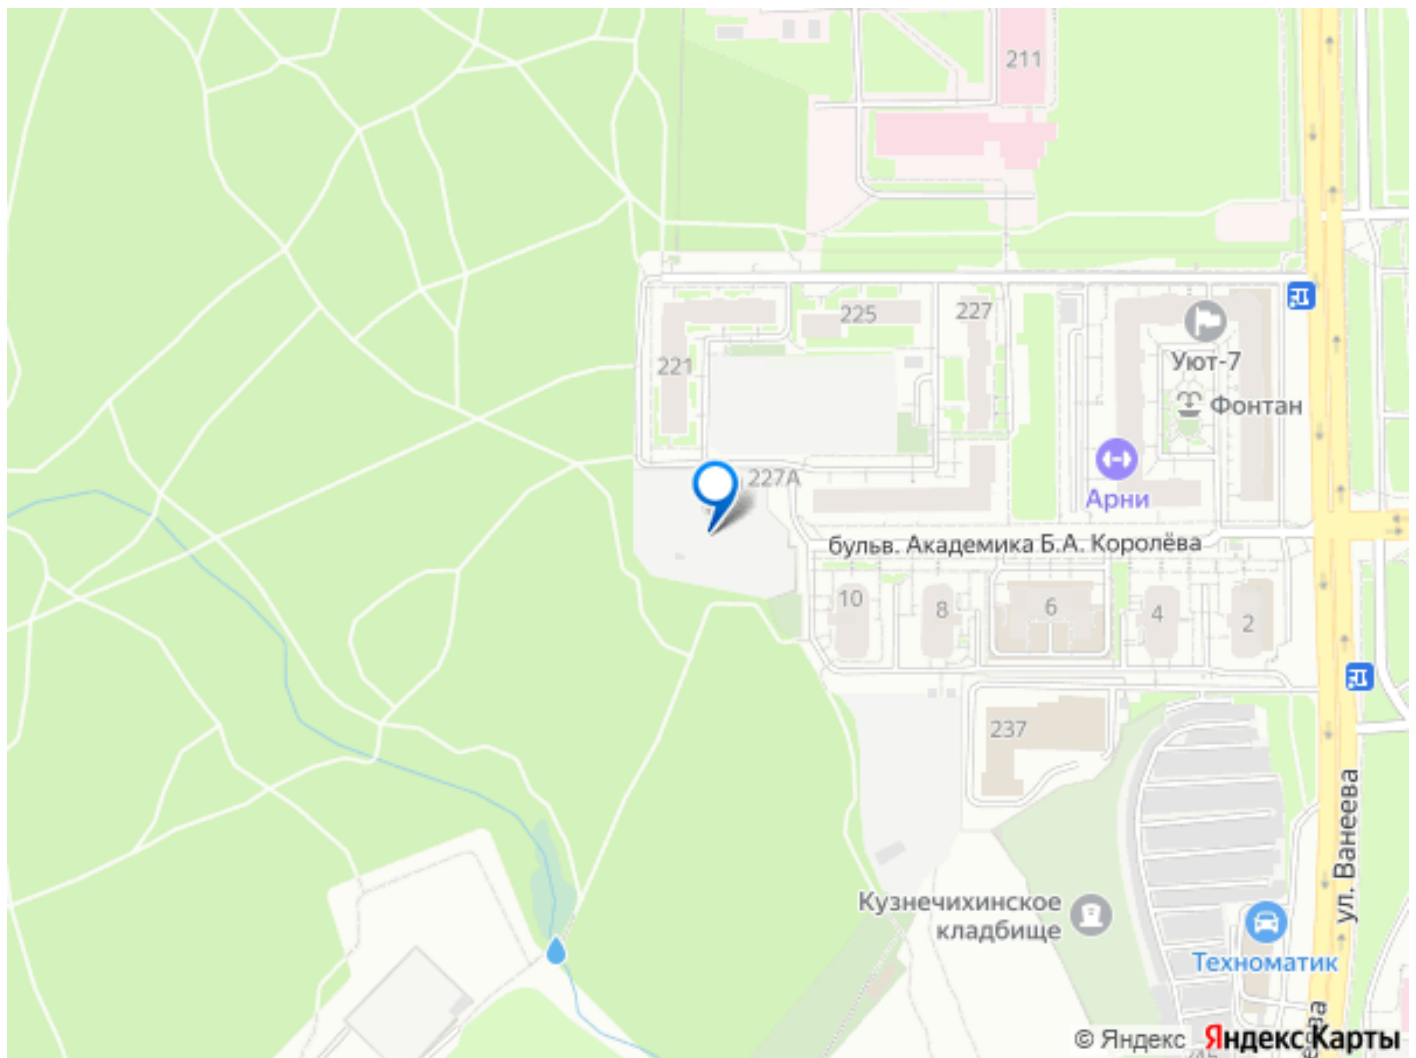 211
225
227
221
Уют-7
Фонтан
227А
Арни
бульв. Академика Б.А. Королёва
10
8
6
4
2
237
ул. Ванеева
Кузнечихинское
кладбище
Техноматик
© Яндекс Яндекс Карты